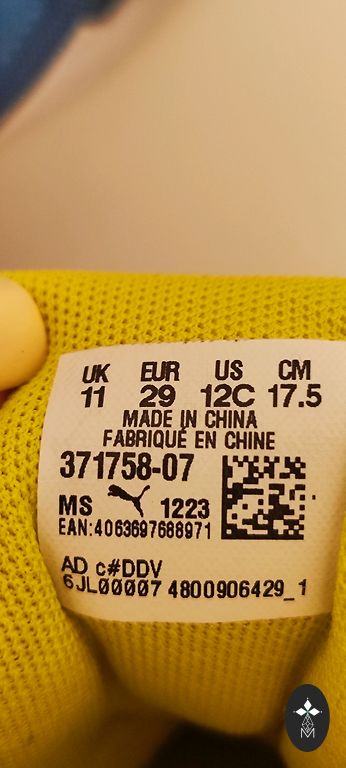 UK EUR US CM
11 29 12C 17.5
MADE IN CHINA
FABRIQUÉ EN CHINE
371758-07
MS 1223
EAN:4063697688971
AD c#DDV
6JL00007 4800906429_1
M